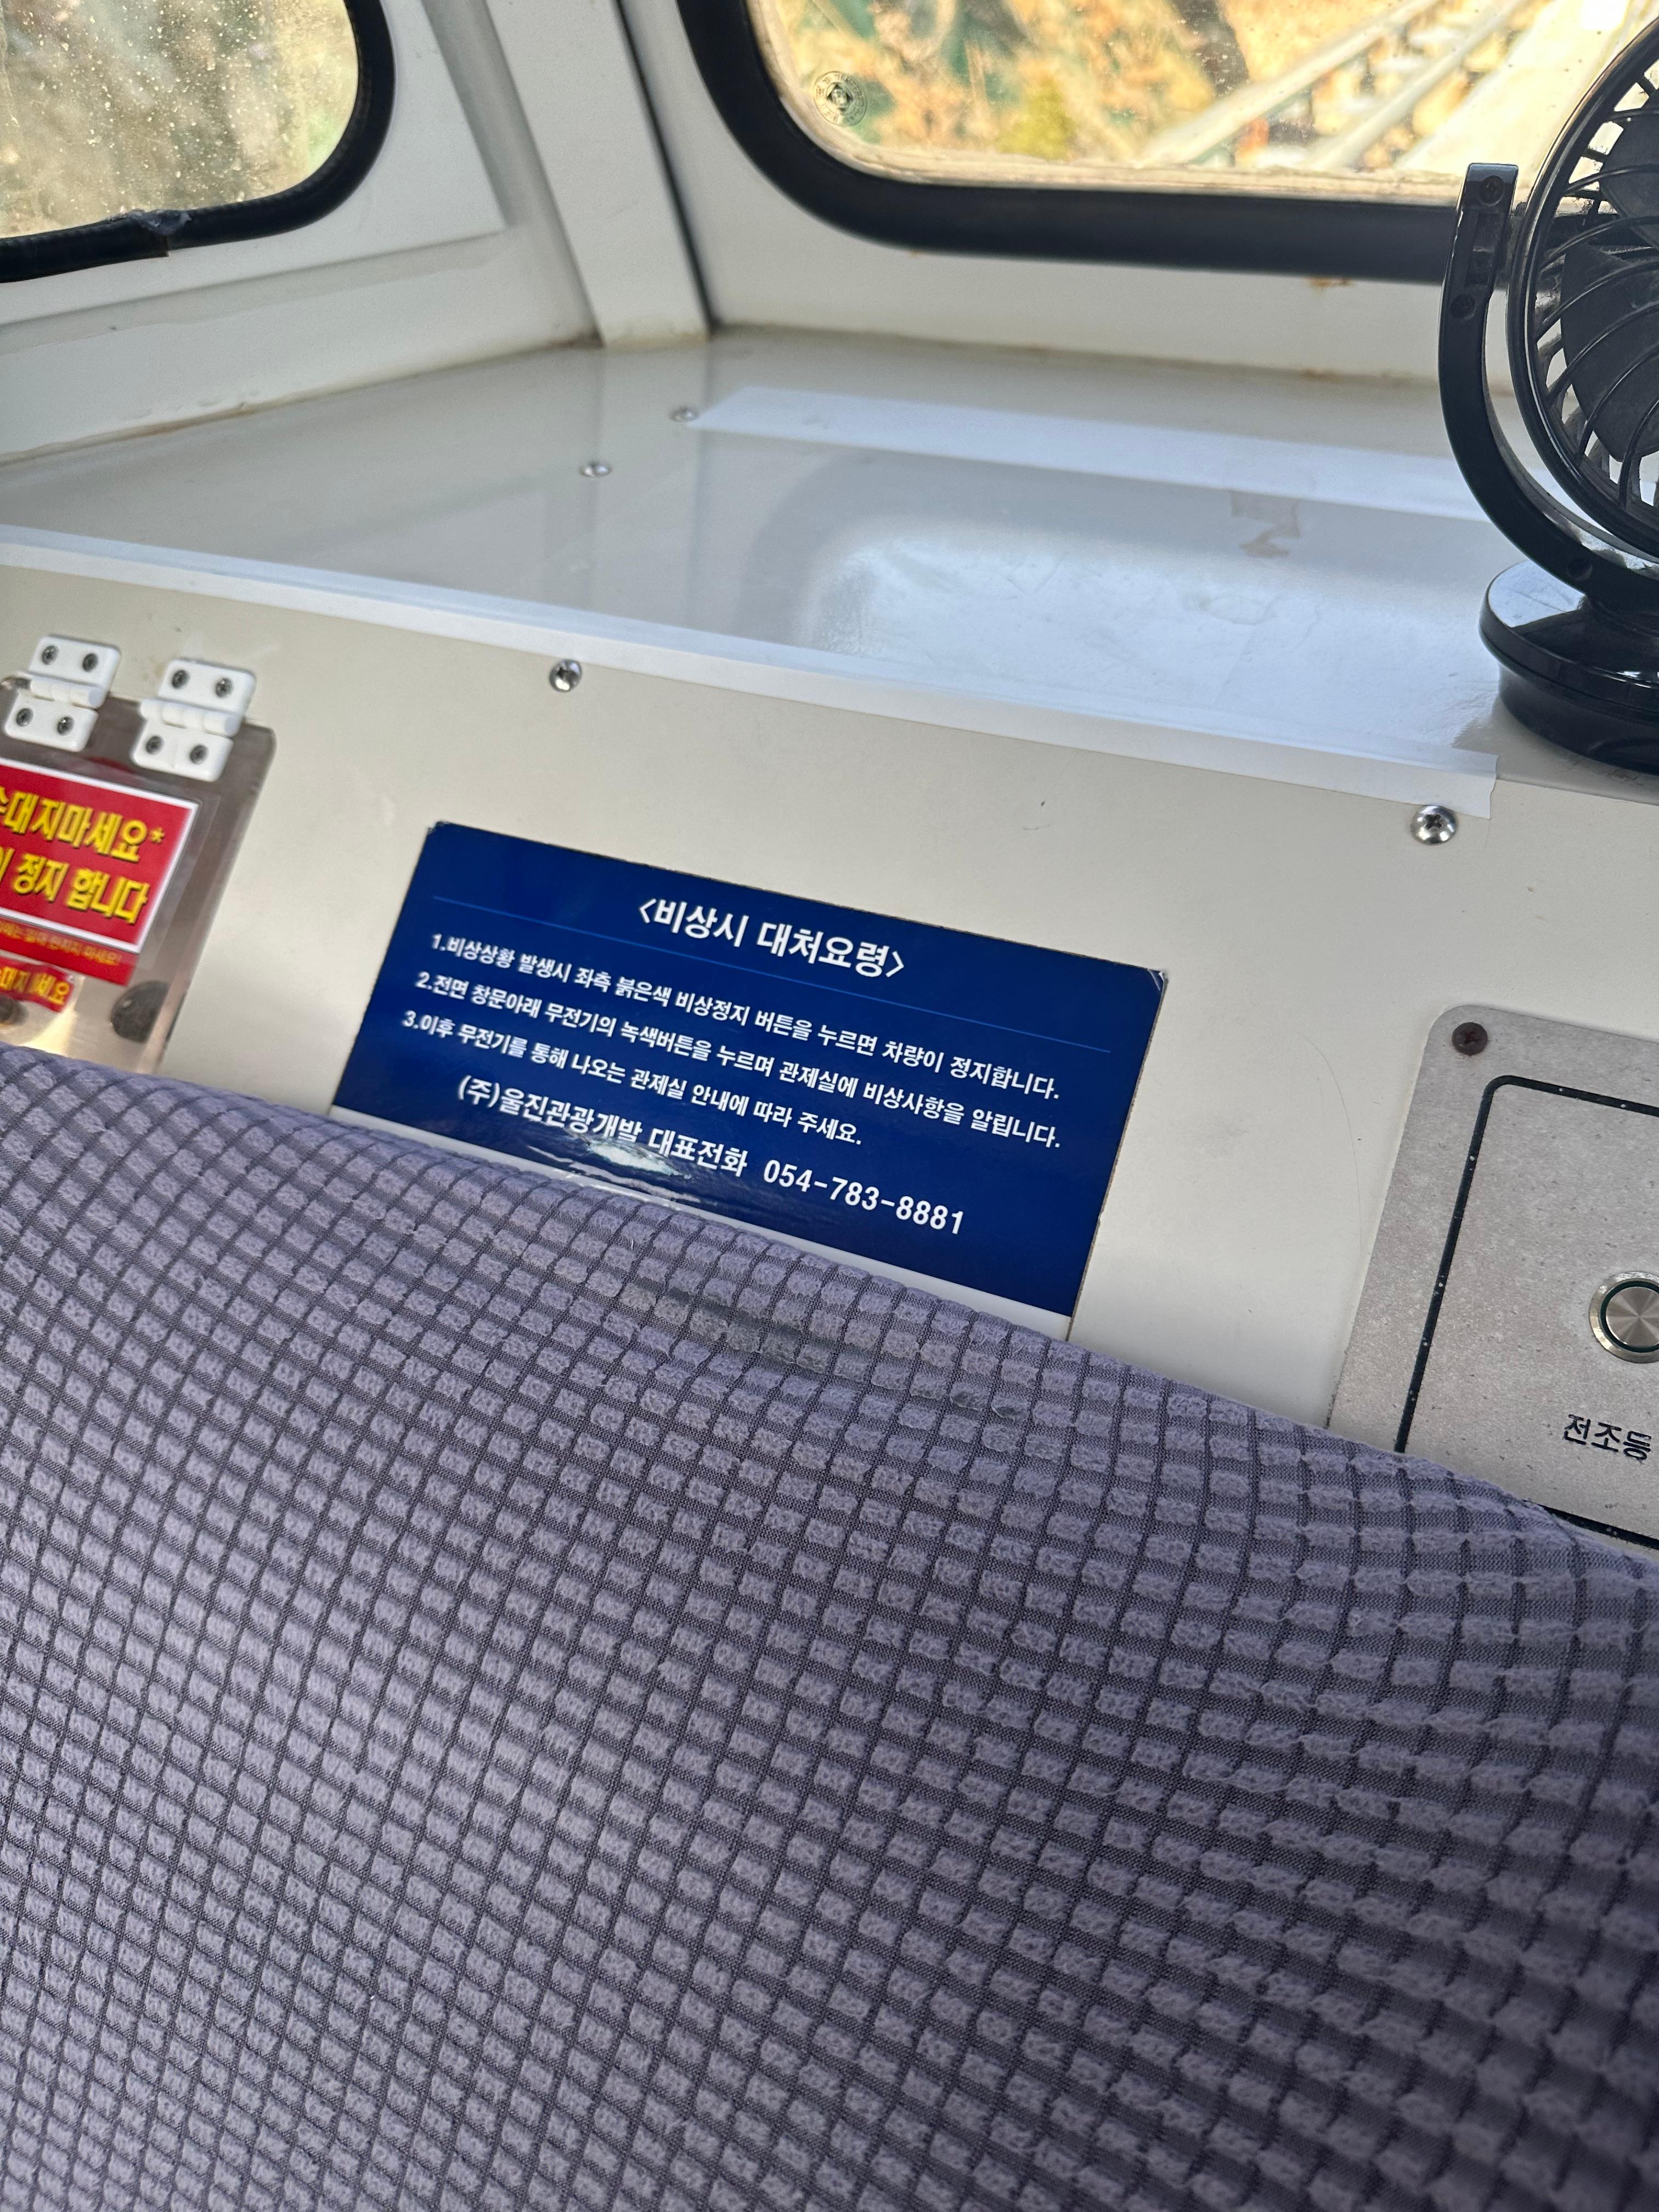 대지마세요*
정지 합니다
<비상시 대처요령>
1.비상상황 발생시 좌측 붉은색 비상정지 버튼을 누르면 차량이 정지합니다.
2.전면 창문아래 무전기의 녹색버튼을 누르며 관제실에 비상사항을 알립니다.
3.이후 무전기를 통해 나오는 관제실 안내에 따라 주세요.
(주)울진관광개발 대표전화 054-783-8881
전조등